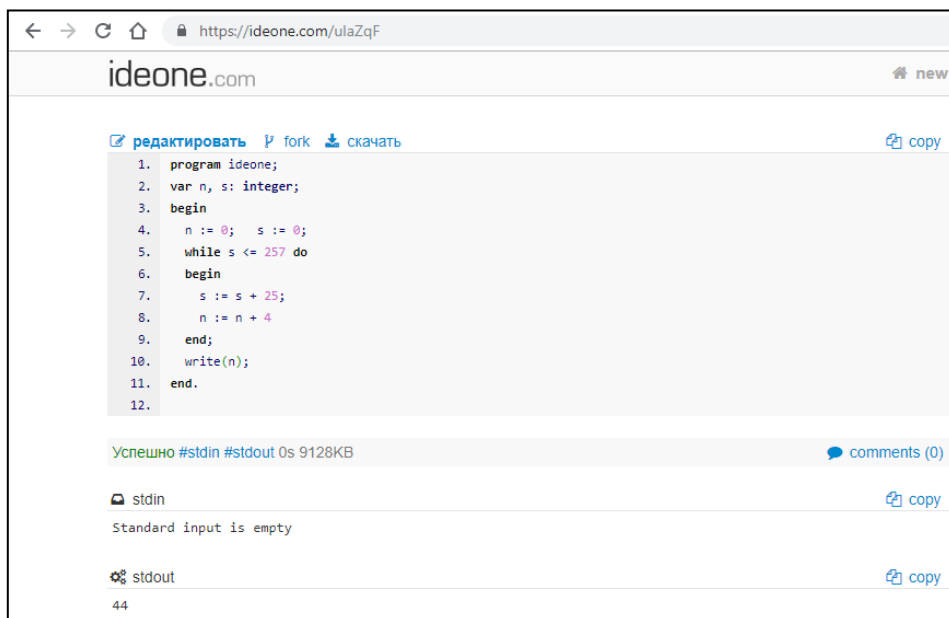 https://ideone.com/ulaZqF
ideone.com new
редактировать fork скачать copy
1. program ideone;
2. var n, s: integer;
3. begin
4. n := 0; s := 0;
5. while s <= 257 do
6. begin
7. s := s + 25;
8. n := n + 4
9. end;
10. write(n);
11. end.
12.
Успешно #stdin #stdout 0s 9128KB comments (0)
stdin copy
Standard input is empty
stdout copy
44